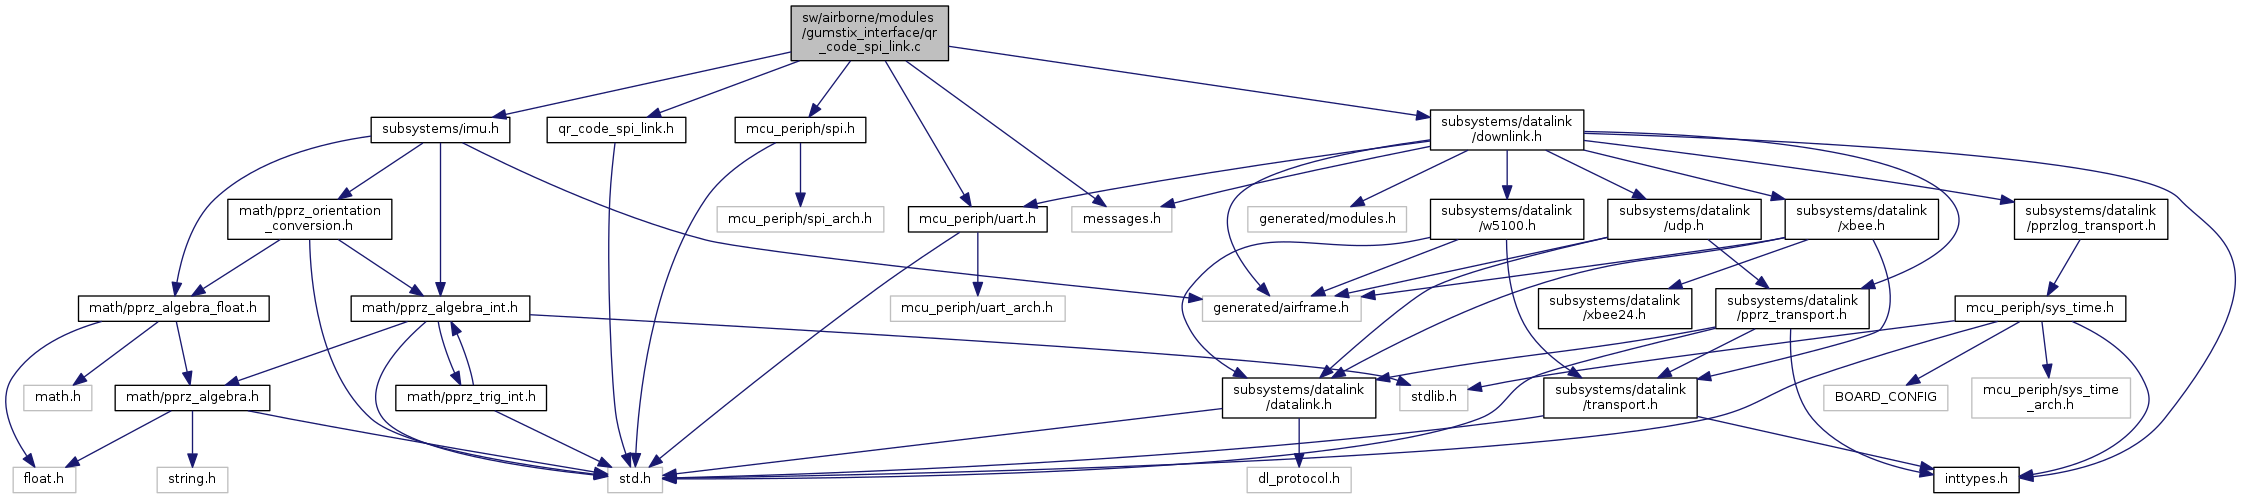 sw/airborne/modules
/gumstix_interface/qr
_code_spi_link.c
subsystems/imu.h
qr_code_spi_link.h
mcu_periph/spi.h
subsystems/datalink
/downlink.h
math/pprz_orientation
_conversion.h
mcu_periph/spi_arch.h
mcu_periph/uart.h
messages.h
generated/modules.h
subsystems/datalink
/w5100.h
subsystems/datalink
/udp.h
subsystems/datalink
/xbee.h
subsystems/datalink
/pprzlog_transport.h
math/pprz_algebra_float.h
math/pprz_algebra_int.h
mcu_periph/uart_arch.h
generated/airframe.h
subsystems/datalink
/xbee24.h
subsystems/datalink
/pprz_transport.h
mcu_periph/sys_time.h
math.h
math/pprz_algebra.h
math/pprz_trig_int.h
subsystems/datalink
/datalink.h
stdlib.h
subsystems/datalink
/transport.h
BOARD_CONFIG
mcu_periph/sys_time
_arch.h
float.h
string.h
std.h
dl_protocol.h
inttypes.h